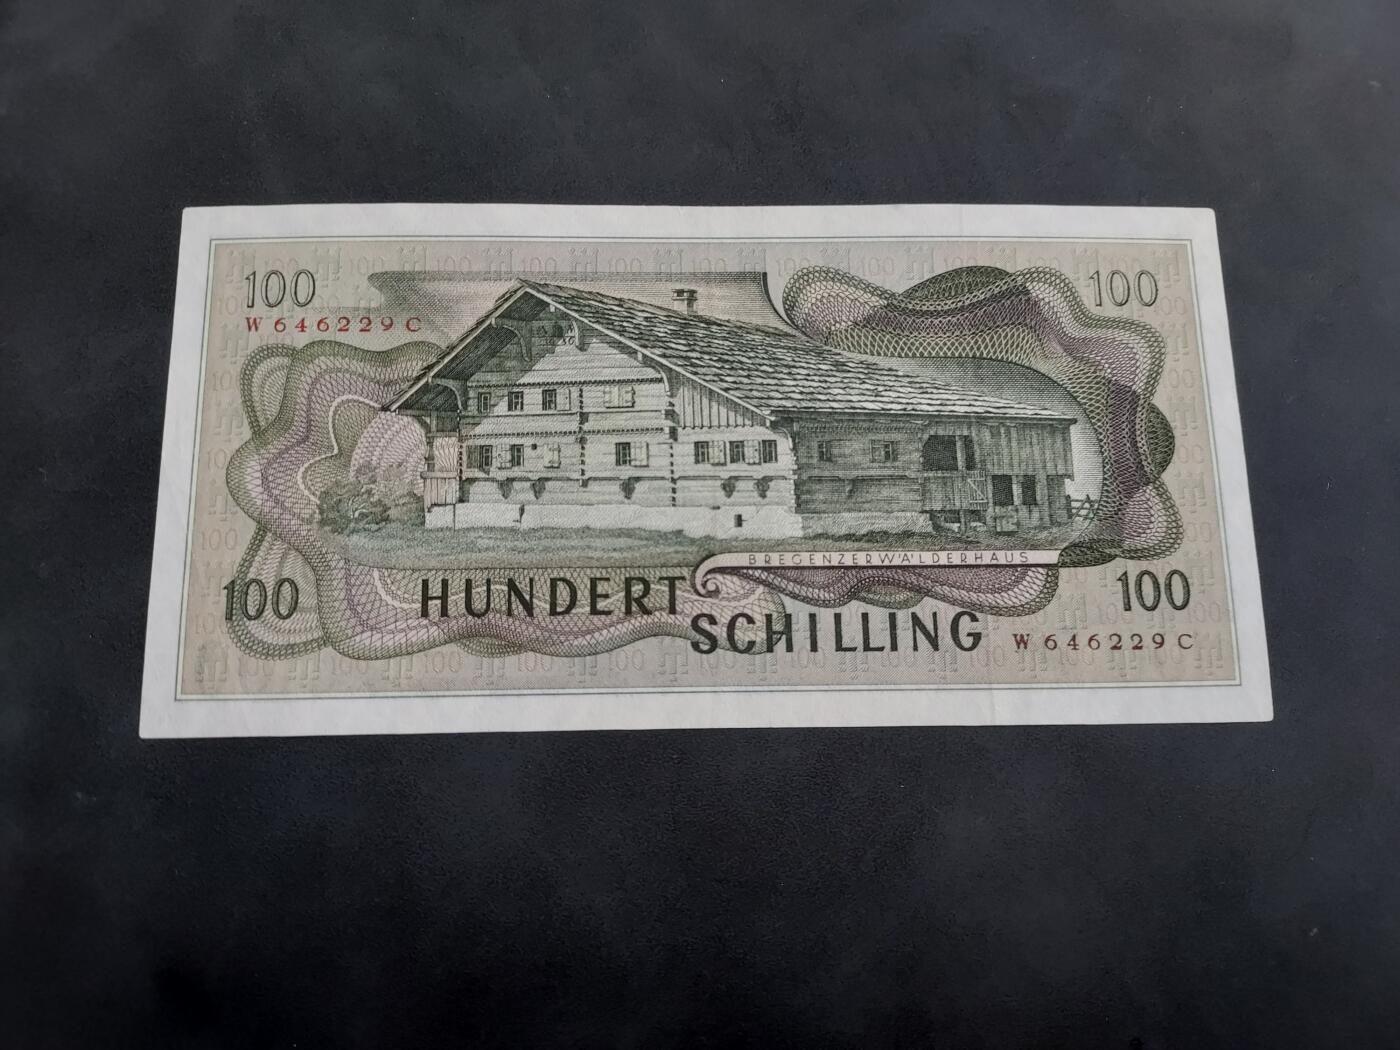 100
100
W 646229 C
BREGENZERWÄLDERHAUS
100
HUNDERT
100
SCHILLING
W 646229 C